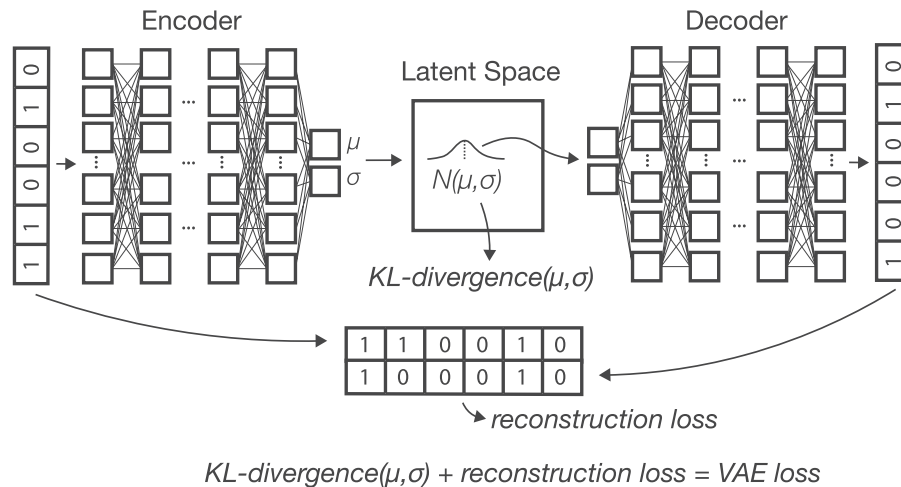 Encoder
Decoder
Latent Space
0
1
0
0
1
1
...
...
...
...
...
...
μ
σ
N(μ,σ)
KL-divergence(μ,σ)
...
...
...
...
...
...
0
1
0
0
0
1
1 1 0 0 1 0
1 0 0 0 1 0
reconstruction loss
KL-divergence(μ,σ) + reconstruction loss = VAE loss